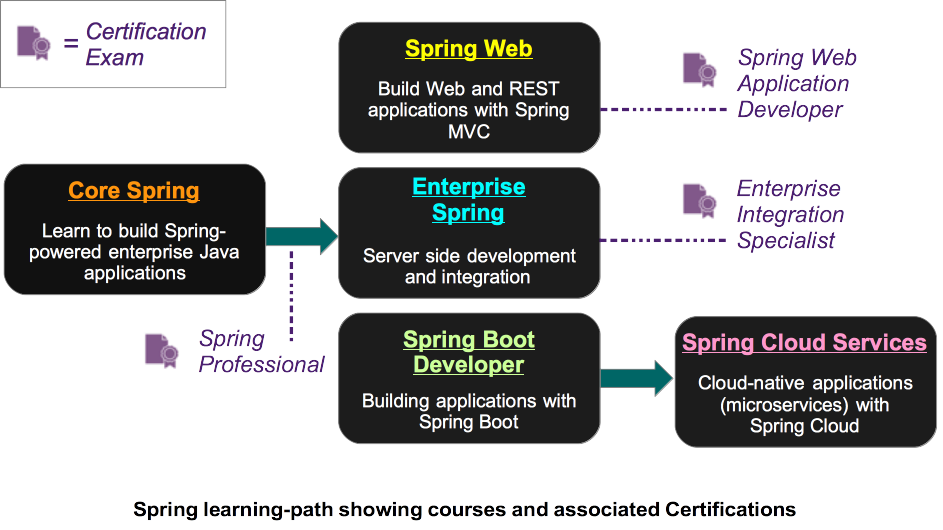 = Certification
Exam
Spring Web
Build Web and REST
applications with Spring
MVC
Spring Web
Application
Developer
Core Spring
Learn to build Spring-
powered enterprise Java
applications
Enterprise
Spring
Server side development
and integration
Enterprise
Integration
Specialist
Spring
Professional
Spring Boot
Developer
Building applications with
Spring Boot
Spring Cloud Services
Cloud-native applications
(microservices) with
Spring Cloud
Spring learning-path showing courses and associated Certifications